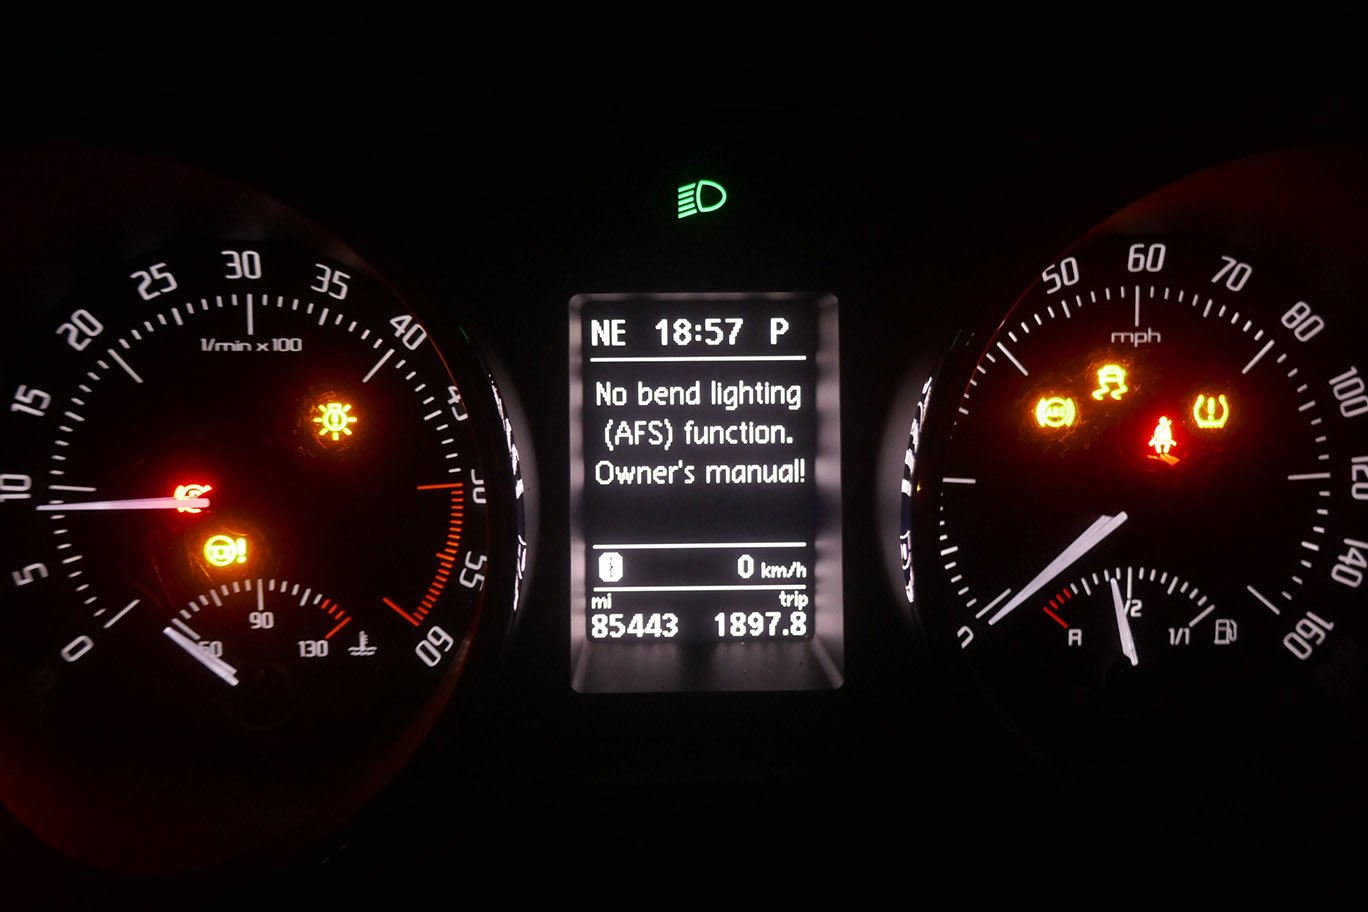 NE 18:57 P
No bend lighting
(AFS) function.
Owner's manual!
0 km/h
mi trip
85443 1897.8
0 5 10 15 20 25 30 35 40 45 50 55 60
1/min x 100
90 130
50 60 70 80 100 120 140 160
mph
ABS
R 1/2 1/1